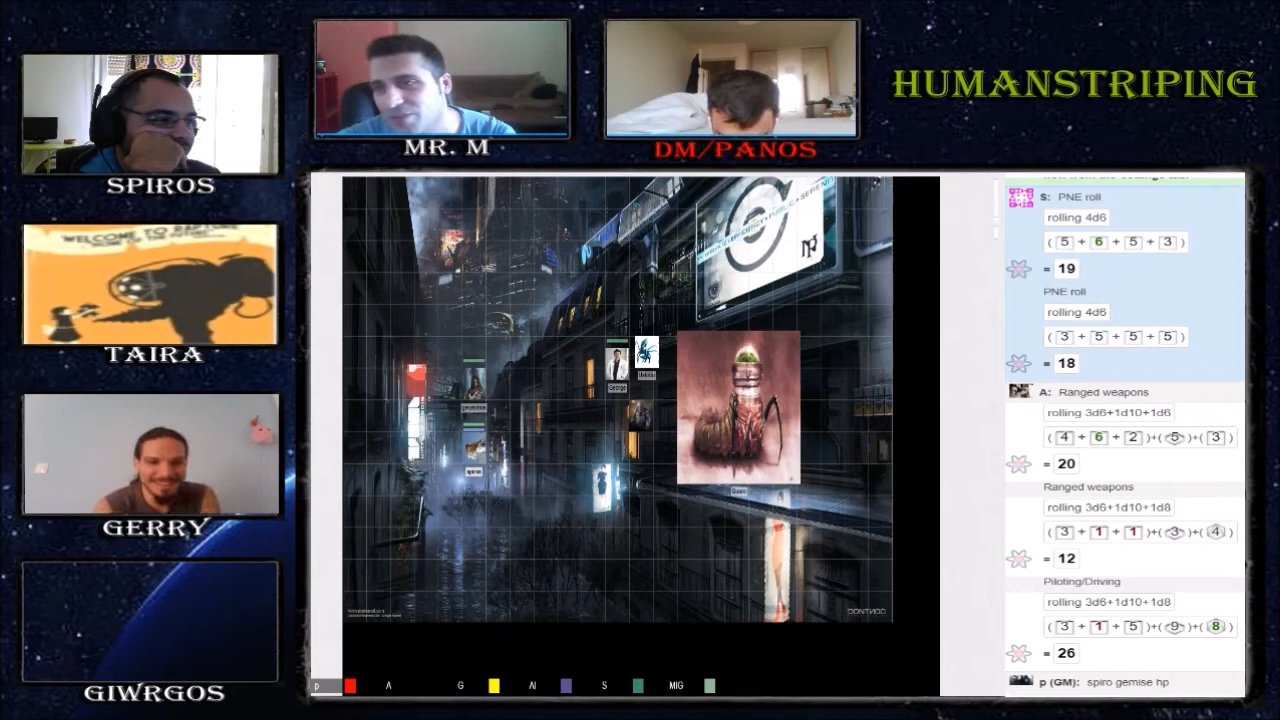 HUMANSTRIPING
SPIROS
MR. M
DM/PANOS
WELCOME TO RAPTURE
TAIRA
GERRY
GIWRGOS
George
spiros
DONTNOD
p A G AI S MIG
S: PNE roll
rolling 4d6
( 5 + 6 + 5 + 3 )
= 19
PNE roll
rolling 4d6
( 3 + 5 + 5 + 5 )
= 18
A: Ranged weapons
rolling 3d6+1d10+1d6
( 4 + 6 + 2 )+( 5 )+( 3 )
= 20
Ranged weapons
rolling 3d6+1d10+1d8
( 3 + 1 + 1 )+( 3 )+( 4 )
= 12
Piloting/Driving
rolling 3d6+1d10+1d8
( 3 + 1 + 5 )+( 9 )+( 8 )
= 26
p (GM): spiro gemise hp